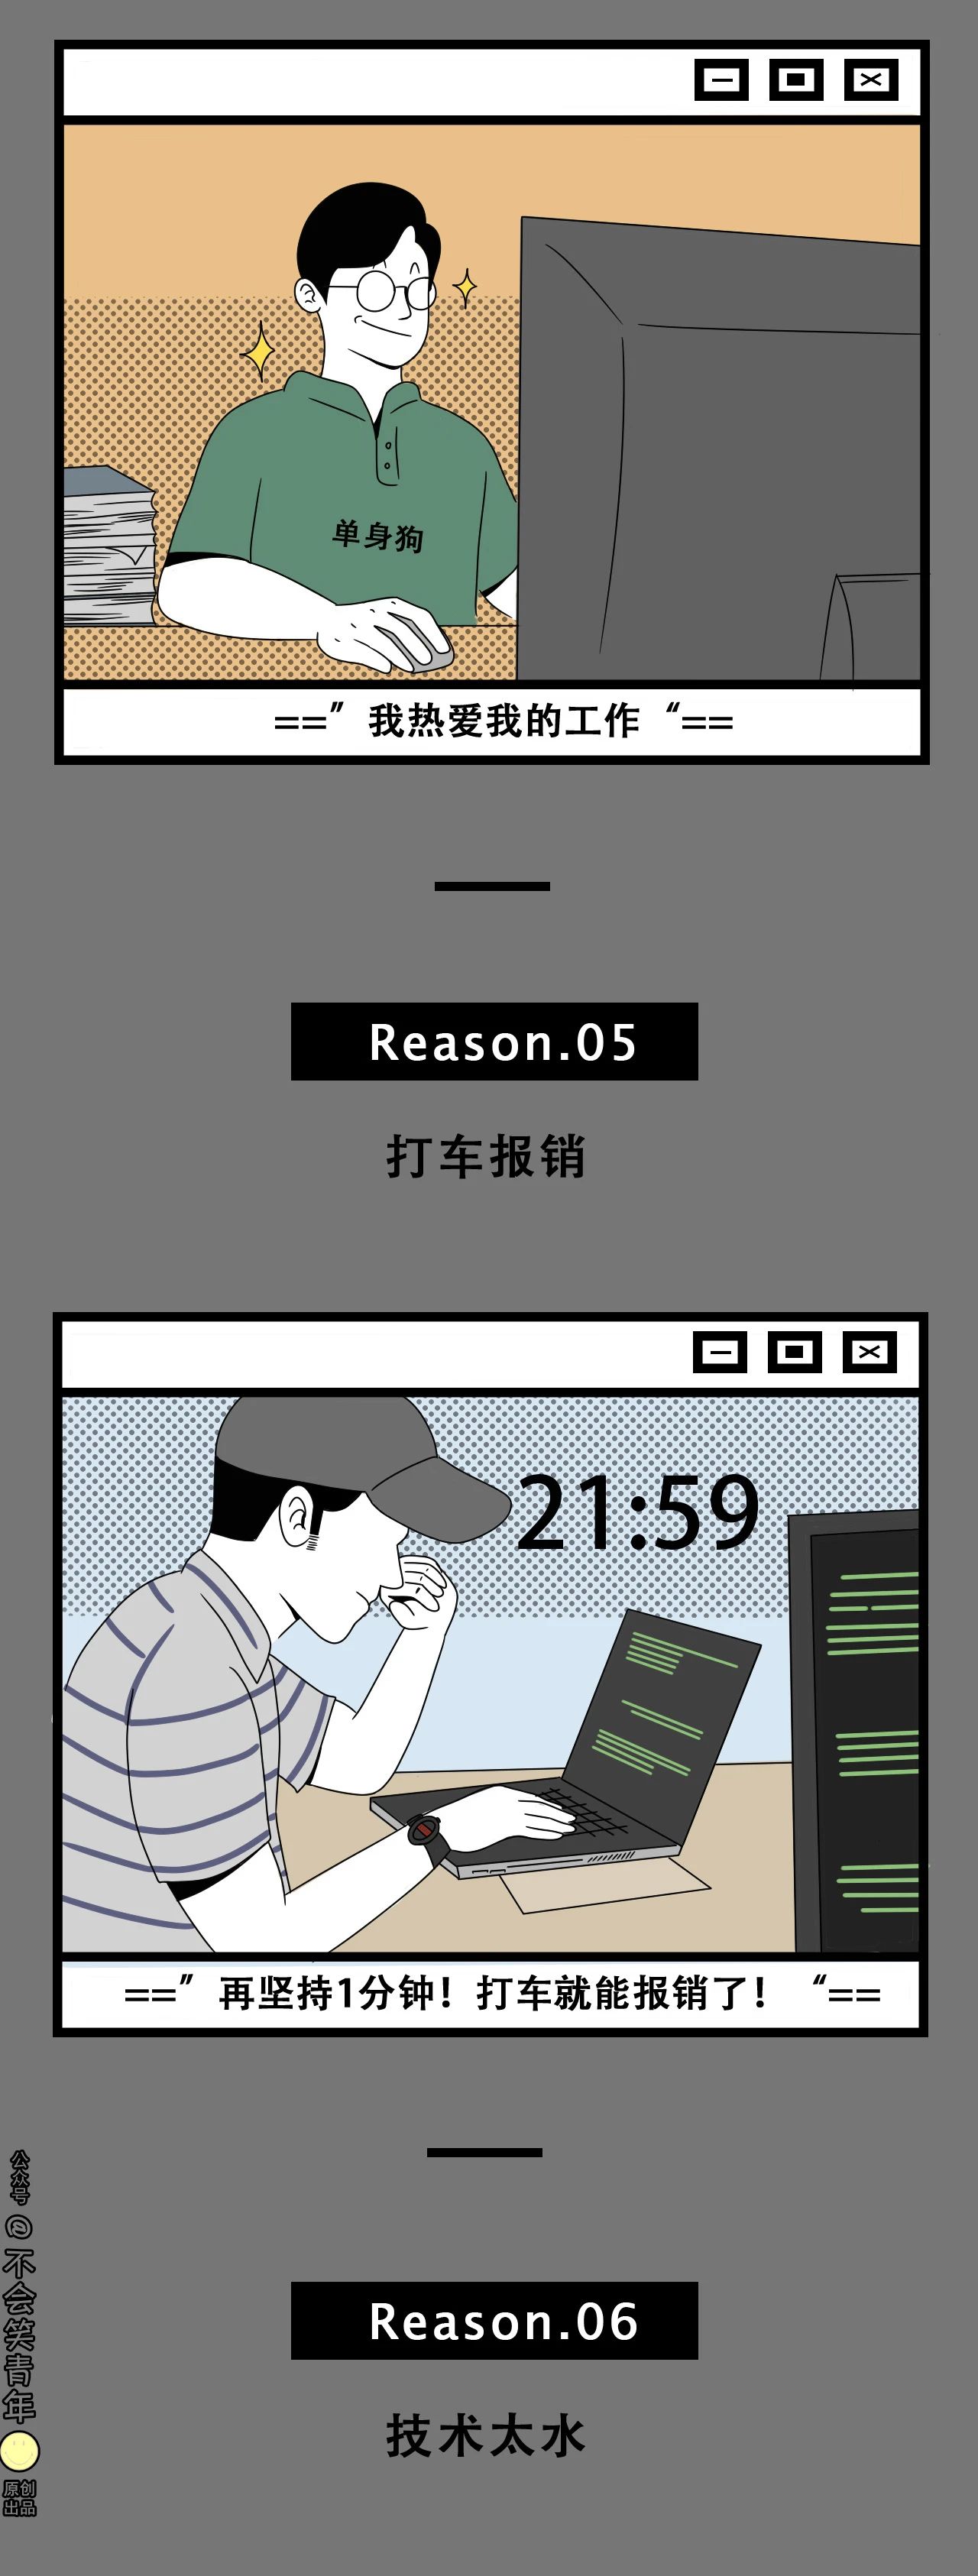 单身狗
==”我热爱我的工作“==
Reason.05
打车报销
21:59
==”再坚持1分钟！打车就能报销了！“==
Reason.06
技术太水
公众号@不会笑青年
原创
出品